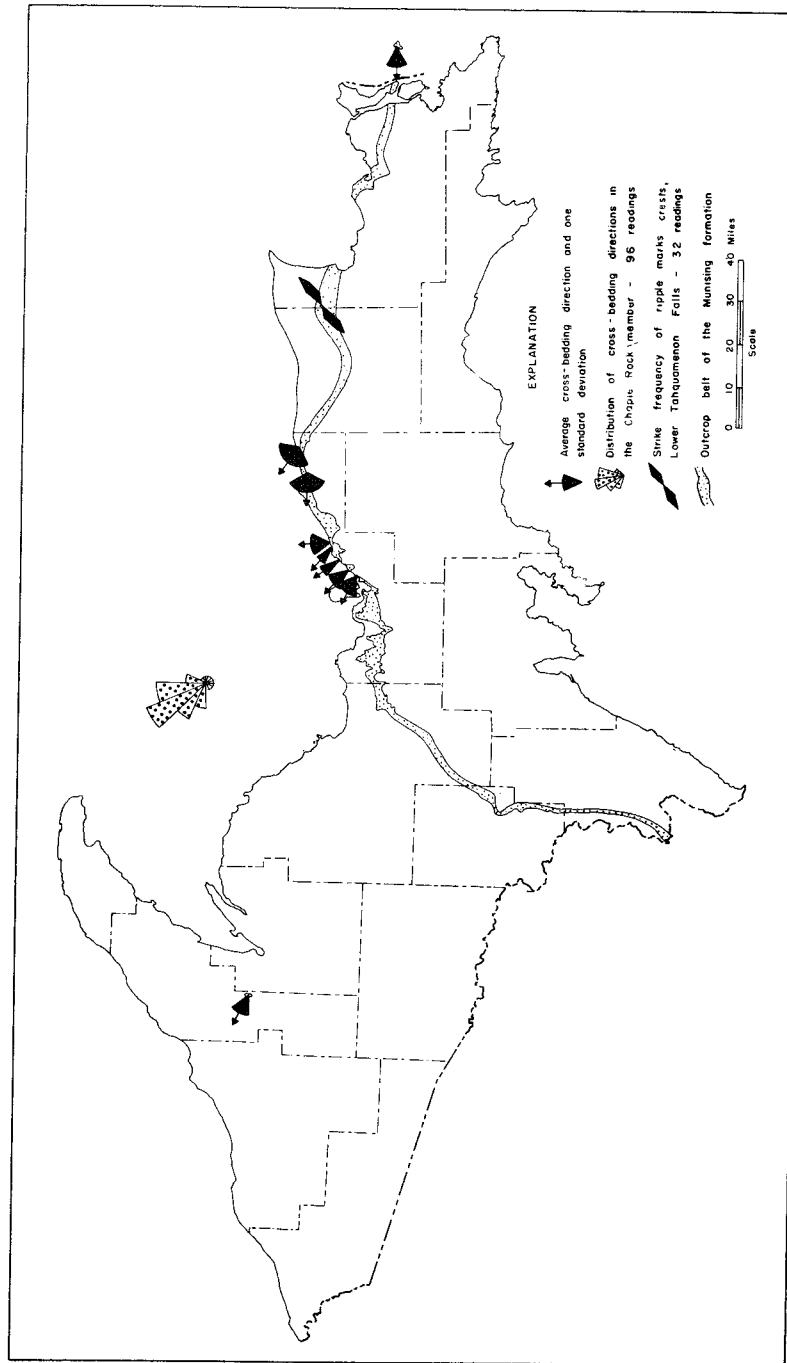 EXPLANATION
Average cross-bedding direction and one
standard deviation
Distribution of cross-bedding directions in
the Chaple Rock member - 96 readings
Strike frequency of ripple marks crests,
Lower Tahquamenon Falls - 32 readings
Outcrop belt of the Munising formation
0 10 20 30 40 Miles
Scale